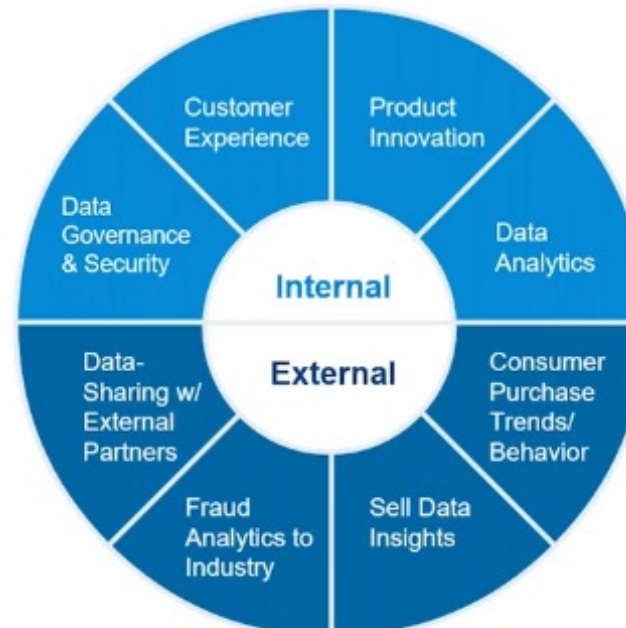 Customer
Experience
Product
Innovation
Data
Governance
& Security
Data
Analytics
Internal
External
Data-
Sharing w/
External
Partners
Consumer
Purchase
Trends/
Behavior
Fraud
Analytics to
Industry
Sell Data
Insights